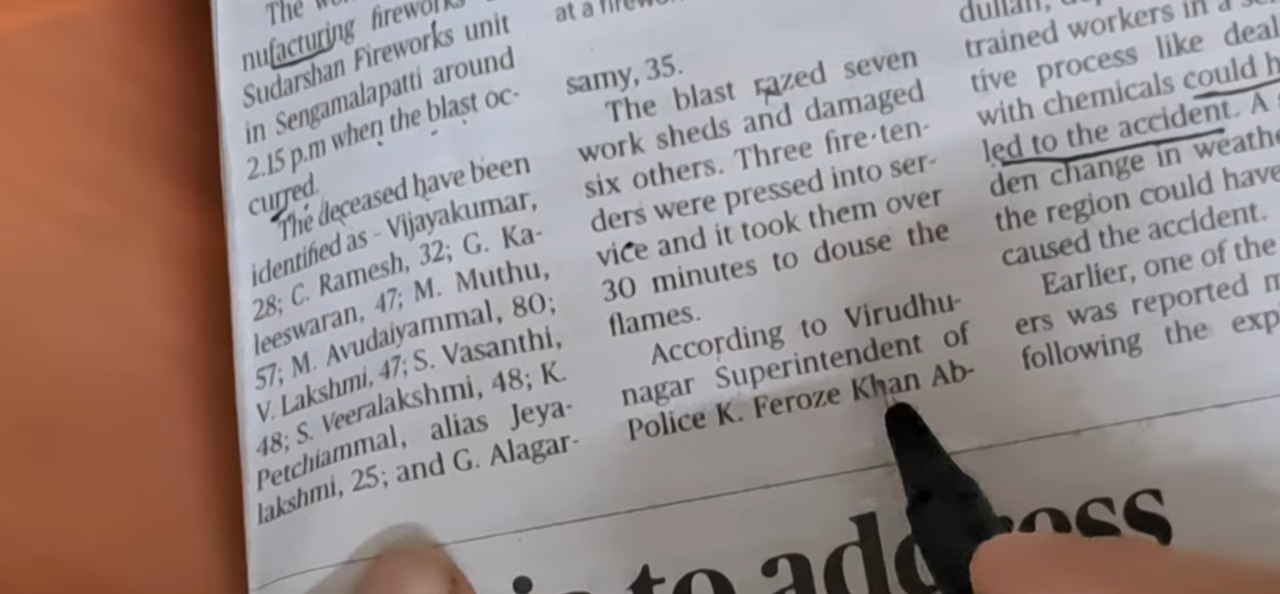 The
nufacturing fireworks
Sudarshan Fireworks unit
in Sengamalapatti around
2.15 p.m when the blast oc-
curred.
The deceased have been
identified as - Vijayakumar,
28; C. Ramesh, 32; G. Ka-
leeswaran, 47; M. Muthu,
57; M. Avudaiyammal, 80;
V. Lakshmi, 47; S. Vasanthi,
48; S. Veeralakshmi, 48; K.
Petchiammal, alias Jeya-
lakshmi, 25; and G. Alagar-
at a
samy, 35.
The blast razed seven
work sheds and damaged
six others. Three fire-ten-
ders were pressed into ser-
vice and it took them over
30 minutes to douse the
flames.
According to Virudhu-
nagar Superintendent of
Police K. Feroze Khan Ab-
dullah,
trained workers in a
tive process like deal
with chemicals could h
led to the accident. A
den change in weath
the region could have
caused the accident.
Earlier, one of the
ers was reported m
following the exp
to add